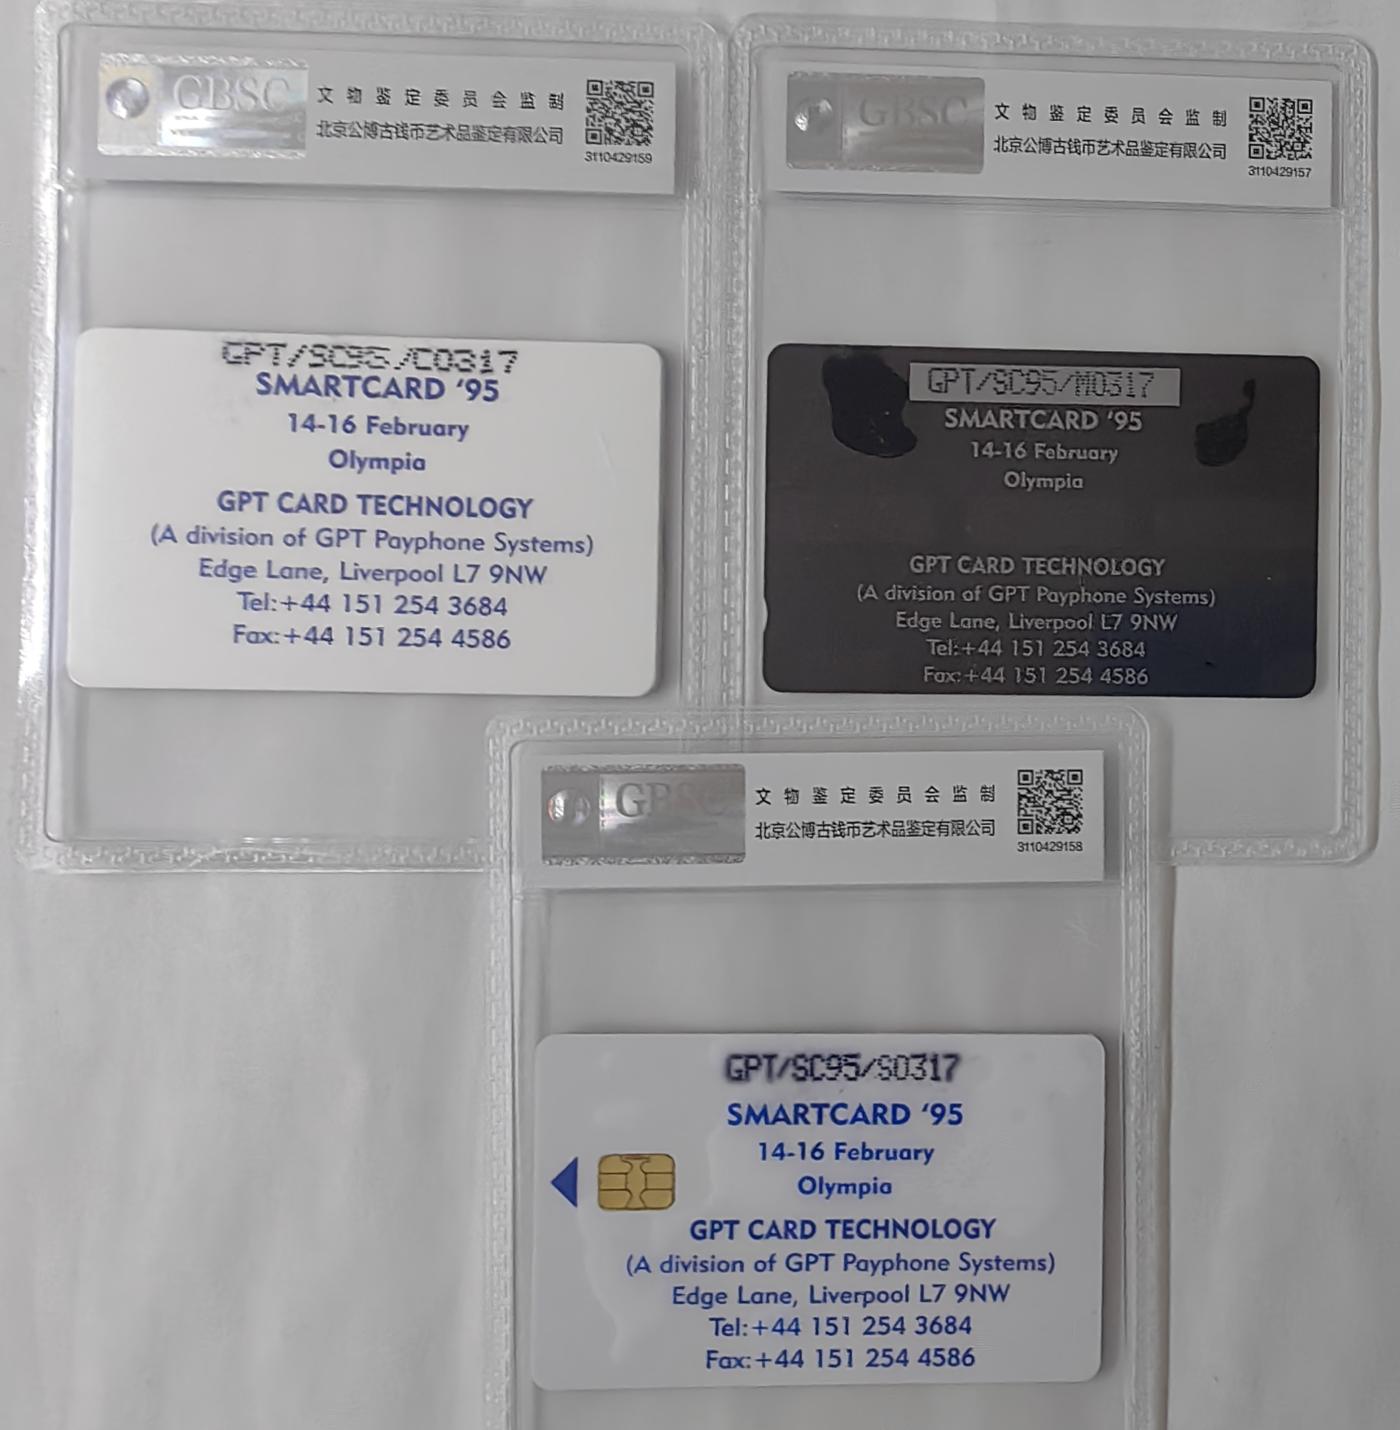 GBSC
文物鉴定委员会监制
北京公博古钱币艺术品鉴定有限公司
3110429159
GPT/SC95/C0317
SMARTCARD ‘95
14-16 February
Olympia
GPT CARD TECHNOLOGY
(A division of GPT Payphone Systems)
Edge Lane, Liverpool L7 9NW
Tel:+44 151 254 3684
Fax:+44 151 254 4586
GBSC
文物鉴定委员会监制
北京公博古钱币艺术品鉴定有限公司
3110429157
GPT/SC95/M0317
SMARTCARD ‘95
14-16 February
Olympia
GPT CARD TECHNOLOGY
(A division of GPT Payphone Systems)
Edge Lane, Liverpool L7 9NW
Tel:+44 151 254 3684
Fax:+44 151 254 4586
GBSC
文物鉴定委员会监制
北京公博古钱币艺术品鉴定有限公司
3110429158
GPT/SC95/S0317
SMARTCARD ‘95
14-16 February
Olympia
GPT CARD TECHNOLOGY
(A division of GPT Payphone Systems)
Edge Lane, Liverpool L7 9NW
Tel:+44 151 254 3684
Fax:+44 151 254 4586